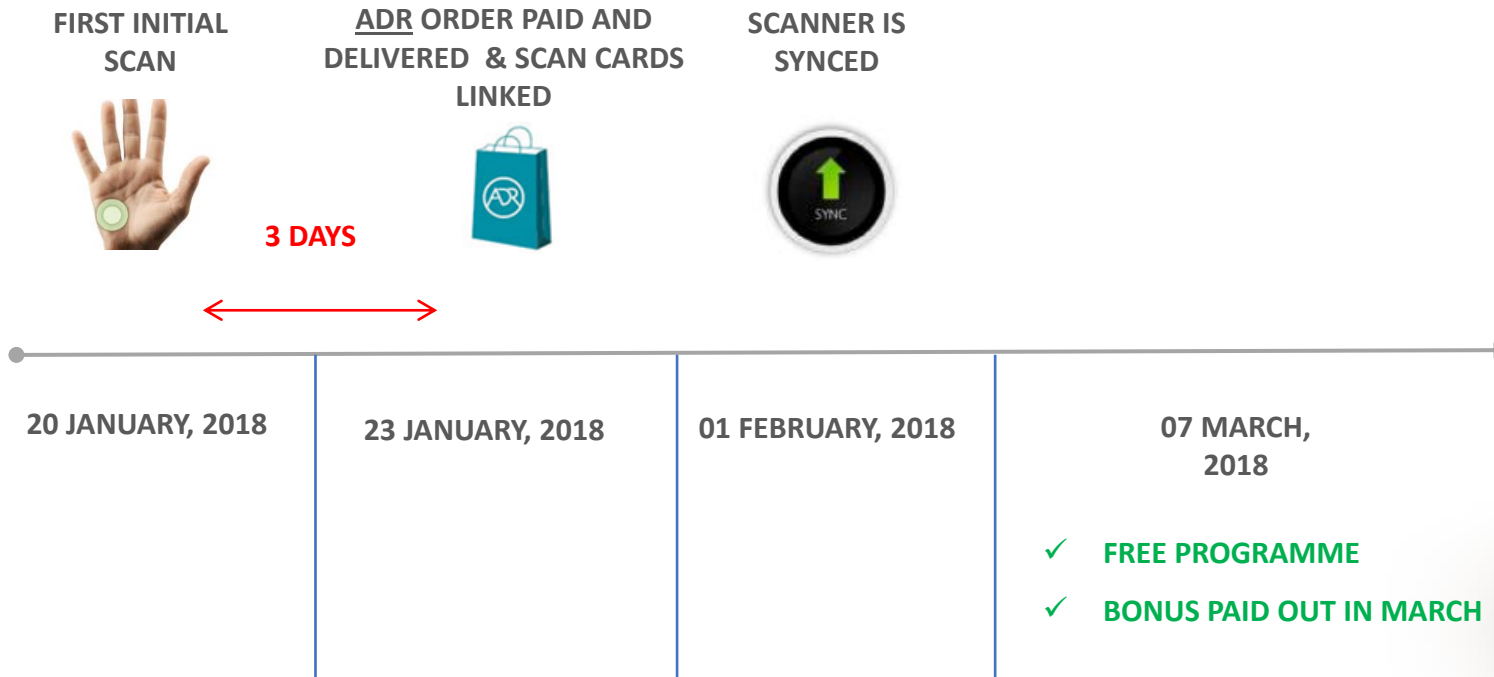 FIRST INITIAL
SCAN
ADR ORDER PAID AND
DELIVERED & SCAN CARDS
LINKED
SCANNER IS
SYNCED
ADR
SYNC
3 DAYS
20 JANUARY, 2018
23 JANUARY, 2018
01 FEBRUARY, 2018
07 MARCH,
2018
✓ FREE PROGRAMME
✓ BONUS PAID OUT IN MARCH